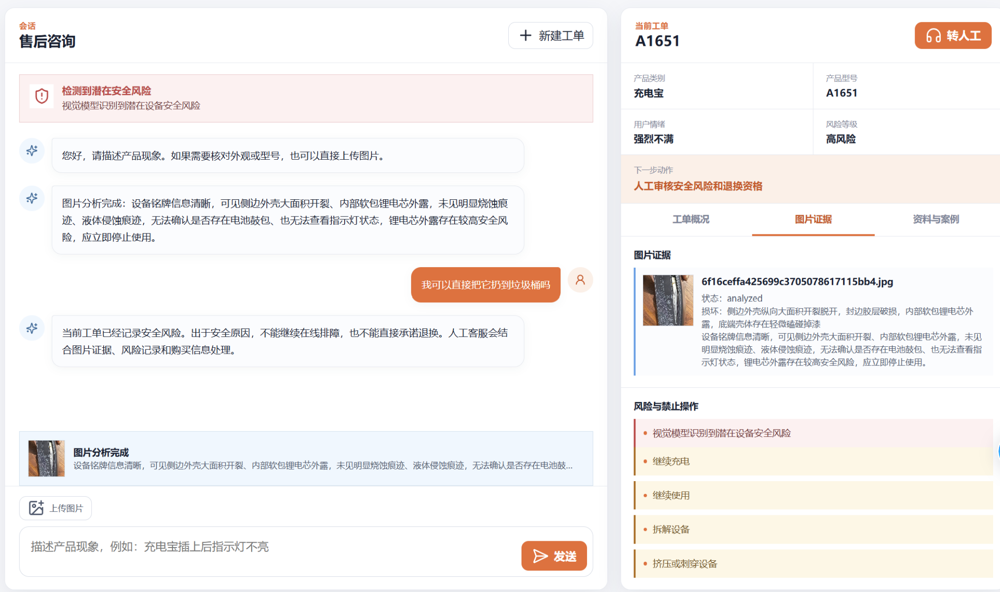 会话
售后咨询
新建工单
检测到潜在安全风险
视觉模型识别到潜在设备安全风险
您好，请描述产品现象。如果需要核对外观或型号，也可以直接上传图片。
图片分析完成：设备铭牌信息清晰，可见侧边外壳大面积开裂、内部软包锂电芯外露，未见明显烧蚀痕
迹、液体侵蚀痕迹，无法确认是否存在电池鼓包、也无法查看指示灯状态，锂电芯外露存在较高安全风
险，应立即停止使用。
我可以直接把它扔到垃圾桶吗
当前工单已经记录安全风险。出于安全原因，不能继续在线排障，也不能直接承诺退换。人工客服会结
合图片证据、风险记录和购买信息处理。
图片分析完成
设备铭牌信息清晰，可见侧边外壳大面积开裂、内部软包锂电芯外露，未见明显烧蚀痕迹、液体侵蚀痕迹，无法确认是否存在电池鼓...
上传图片
描述产品现象，例如：充电宝插上后指示灯不亮
发送
当前工单
A1651
转人工
产品类别
充电宝
产品型号
A1651
用户情绪
强烈不满
风险等级
高风险
下一步动作
人工审核安全风险和退换资格
工单概况
图片证据
资料与案例
图片证据
6f16ceffa425699c3705078617115bb4.jpg
状态：analyzed
损坏：侧边外壳纵向大面积开裂脱开，封边胶层破损，内部软包锂电芯外
露，底端壳体存在轻微磕碰掉漆
设备铭牌信息清晰，可见侧边外壳大面积开裂、内部软包锂电芯外露，未见
明显烧蚀痕迹、液体侵蚀痕迹，无法确认是否存在电池鼓包、也无法查看指
示灯状态，锂电芯外露存在较高安全风险，应立即停止使用。
风险与禁止操作
视觉模型识别到潜在设备安全风险
继续充电
继续使用
拆解设备
挤压或刺穿设备